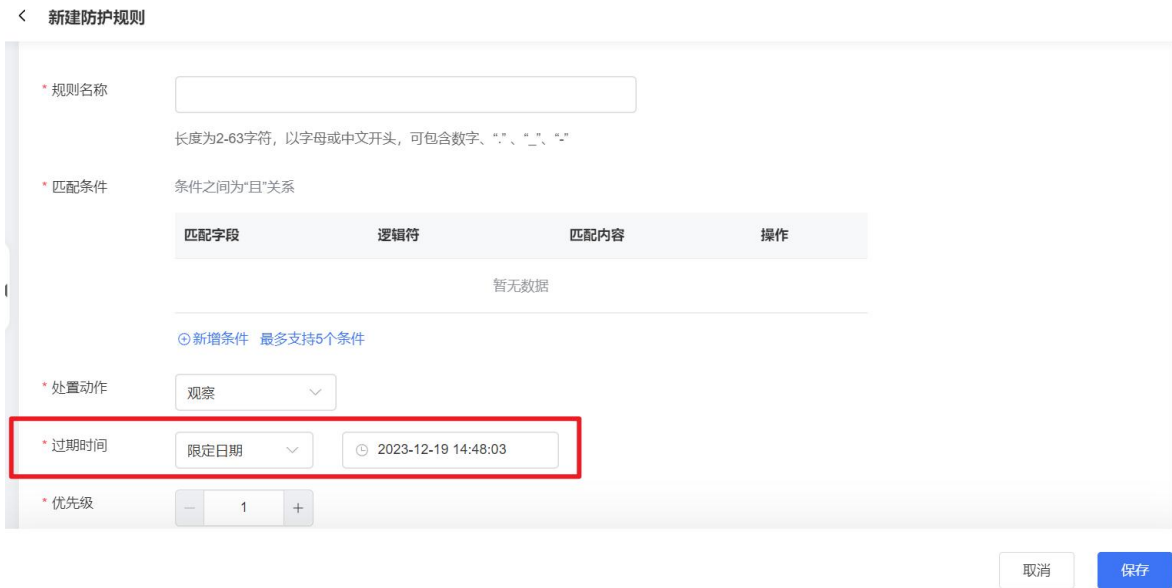 新建防护规则
* 规则名称
长度为2-63字符，以字母或中文开头，可包含数字、“.”、“_”、“-”
* 匹配条件 条件之间为“且”关系
匹配字段 逻辑符 匹配内容 操作
暂无数据
新增条件 最多支持5个条件
* 处置动作 观察
* 过期时间 限定日期 2023-12-19 14:48:03
* 优先级 — 1 +
取消 保存